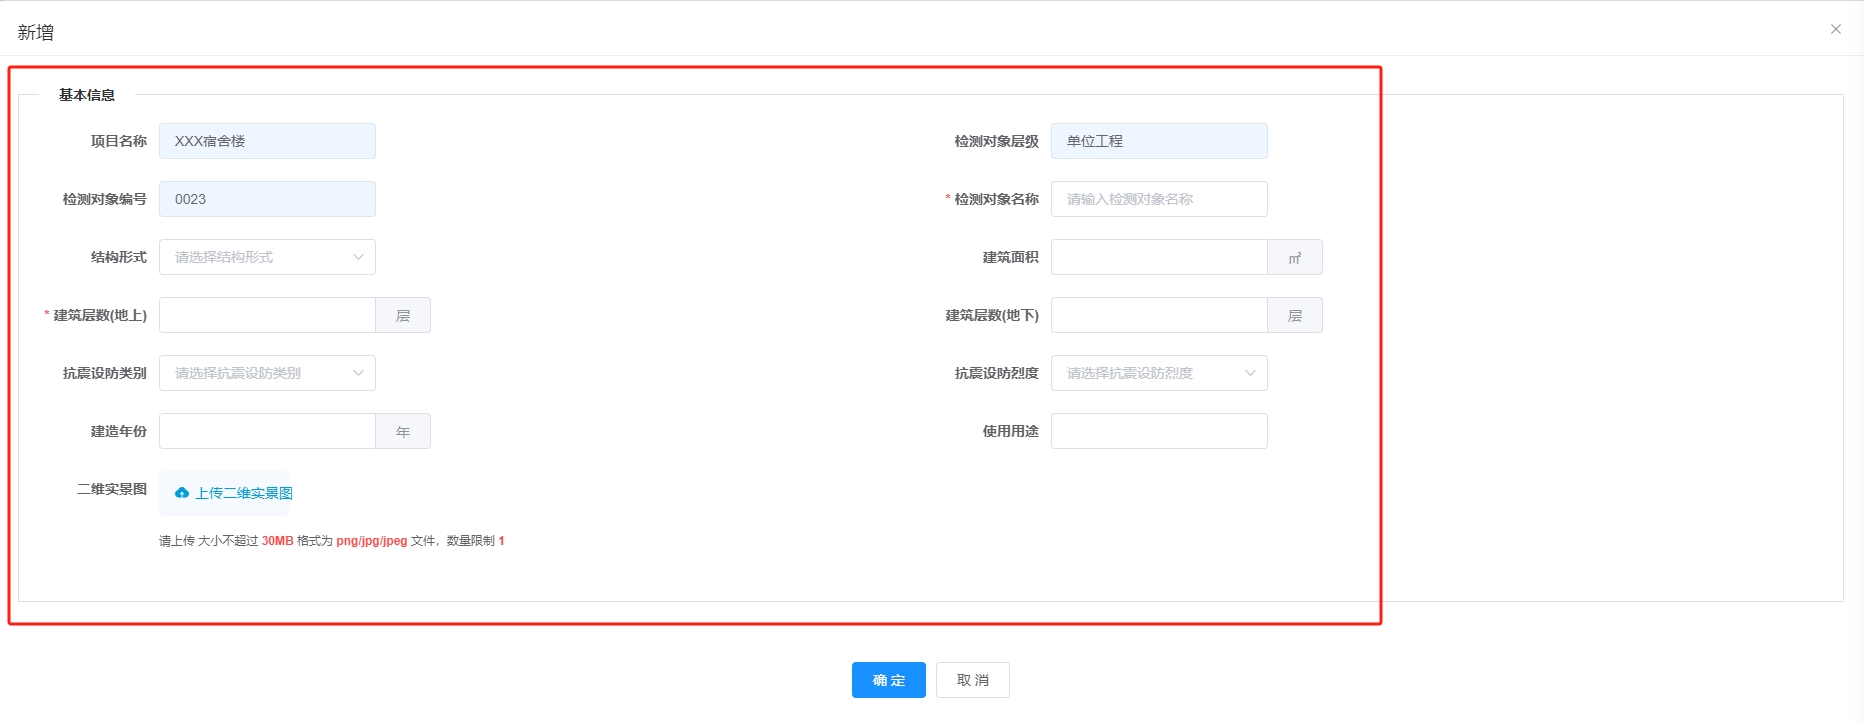 新增
基本信息
项目名称 XXX宿舍楼 检测对象层级 单位工程
检测对象编号 0023 * 检测对象名称 请输入检测对象名称
结构形式 请选择结构形式 建筑面积 ㎡
* 建筑层数(地上) 层 建筑层数(地下) 层
抗震设防类别 请选择抗震设防类别 抗震设防烈度 请选择抗震设防烈度
建造年份 年 使用用途
二维实景图 上传二维实景图
请上传 大小不超过 30MB 格式为 png/jpg/jpeg 文件，数量限制 1
确 定 取 消